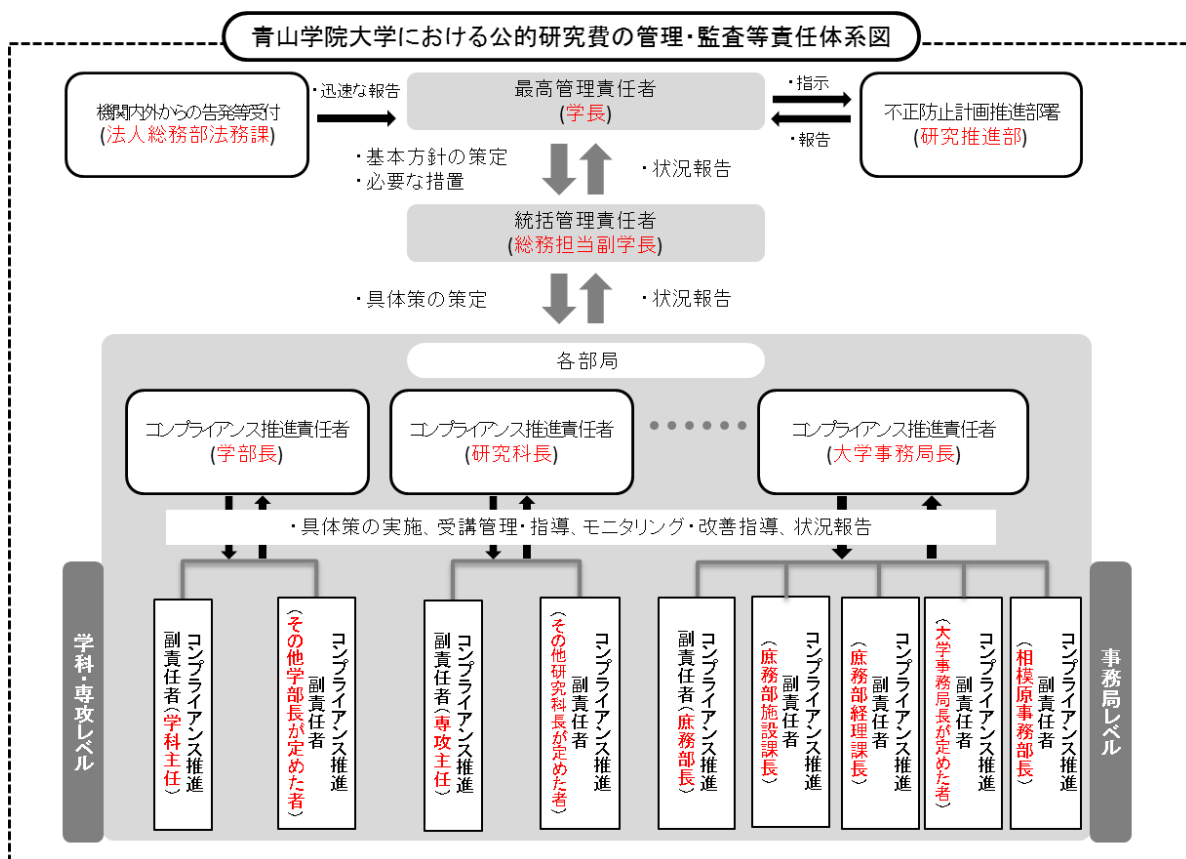 青山学院大学における公的研究費の管理・監査等責任体系図
機関内外からの告発等受付
(法人総務部法務課)
・迅速な報告
最高管理責任者
(学長)
・指示
・報告
不正防止計画推進部署
(研究推進部)
・基本方針の策定
・必要な措置
・状況報告
統括管理責任者
(総務担当副学長)
・具体策の策定
・状況報告
各部局
コンプライアンス推進責任者
(学部長)
コンプライアンス推進責任者
(研究科長)
コンプライアンス推進責任者
(大学事務局長)
・具体策の実施、受講管理・指導、モニタリング・改善指導、状況報告
学科・専攻レベル
コンプライアンス推進
副責任者(学科主任)
コンプライアンス推進
副責任者
(その他学部長が定めた者)
コンプライアンス推進
副責任者(専攻主任)
コンプライアンス推進
副責任者
(その他研究科長が定めた者)
コンプライアンス推進
副責任者(庶務部長)
コンプライアンス推進
副責任者
(庶務部施設課長)
コンプライアンス推進
副責任者
(庶務部経理課長)
コンプライアンス推進
副責任者
(大学事務局長が定めた者)
コンプライアンス推進
副責任者
(相模原事務部長)
事務局レベル